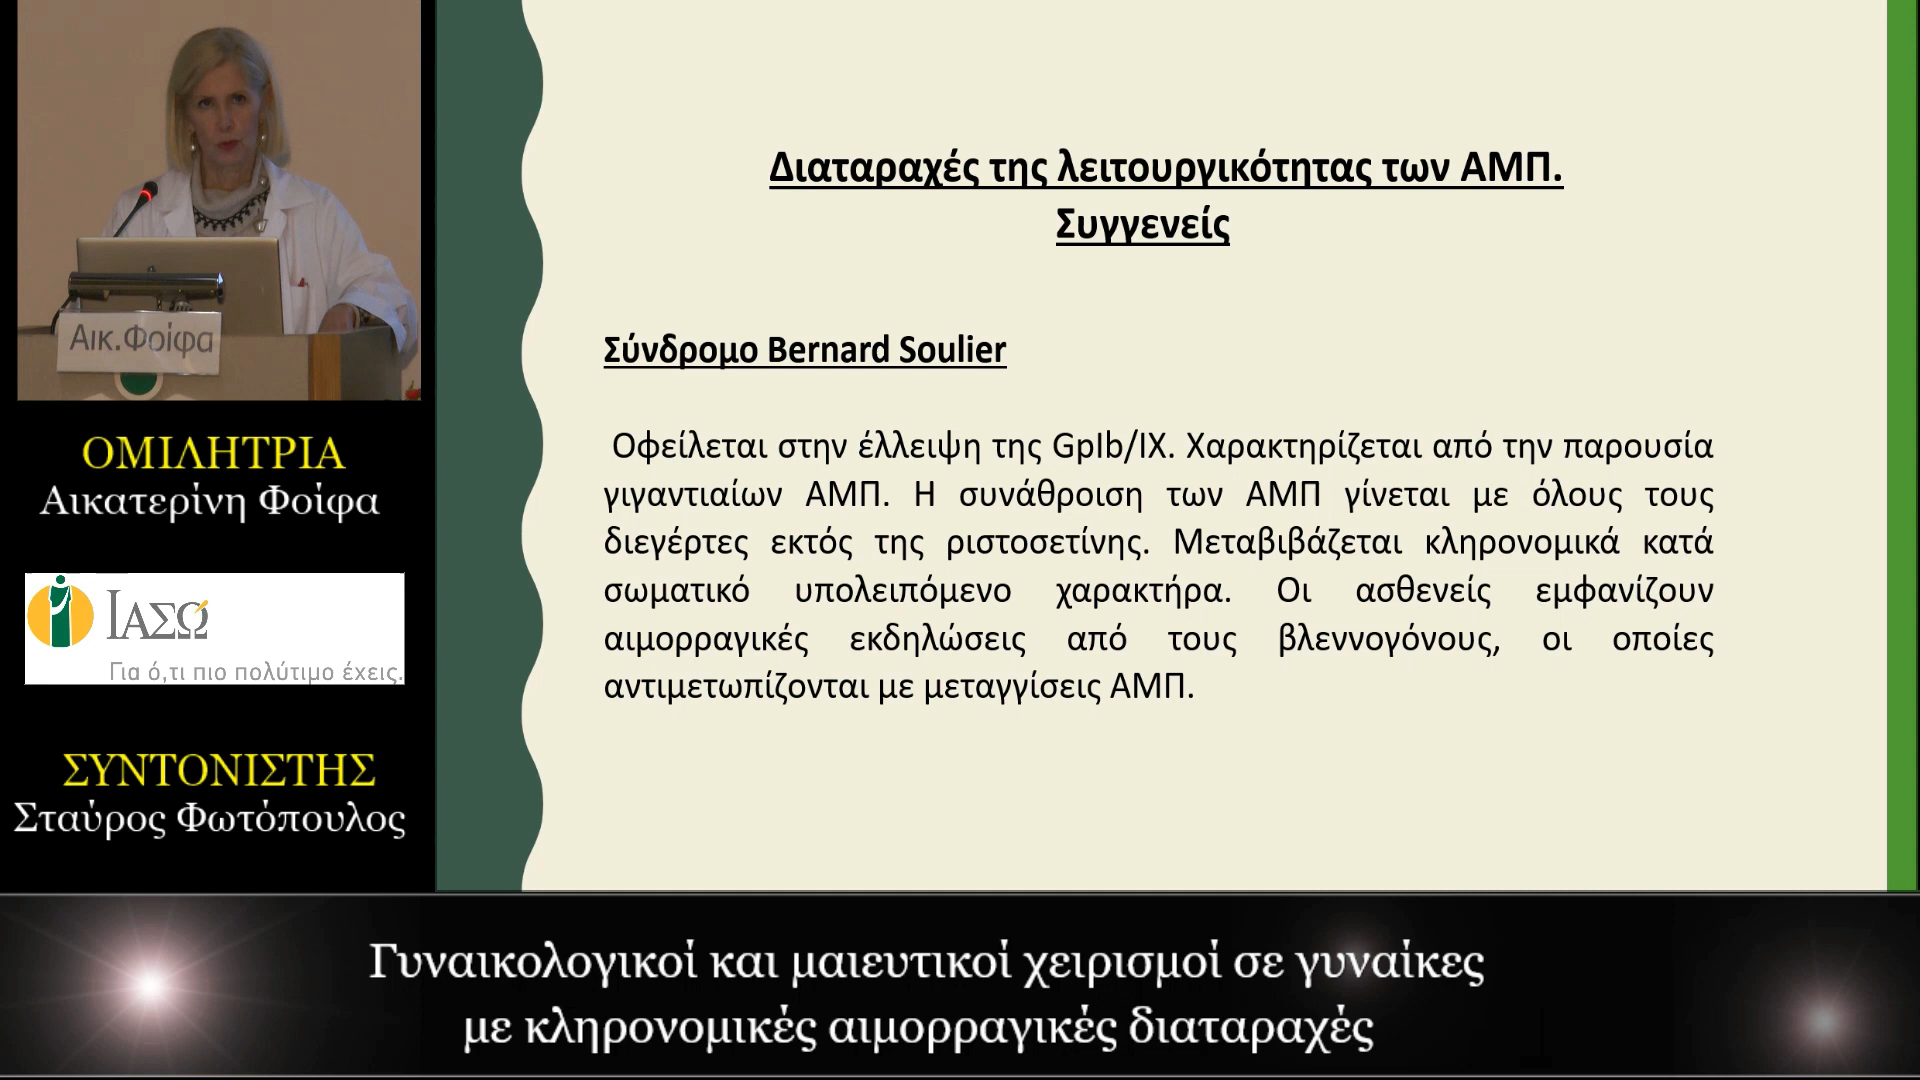 Αικ.Φοίφα
ΟΜΙΛΗΤΡΙΑ
Αικατερίνη Φοίφα
ΙΑΣΩ
Για ό,τι πιο πολύτιμο έχεις.
ΣΥΝΤΟΝΙΣΤΗΣ
Σταύρος Φωτόπουλος
Διαταραχές της λειτουργικότητας των ΑΜΠ.
Συγγενείς
Σύνδρομο Bernard Soulier
Οφείλεται στην έλλειψη της GpIb/IX. Χαρακτηρίζεται από την παρουσία
γιγαντιαίων ΑΜΠ. Η συνάθροιση των ΑΜΠ γίνεται με όλους τους
διεγέρτες εκτός της ριστοσετίνης. Μεταβιβάζεται κληρονομικά κατά
σωματικό υπολειπόμενο χαρακτήρα. Οι ασθενείς εμφανίζουν
αιμορραγικές εκδηλώσεις από τους βλεννογόνους, οι οποίες
αντιμετωπίζονται με μεταγγίσεις ΑΜΠ.
Γυναικολογικοί και μαιευτικοί χειρισμοί σε γυναίκες
με κληρονομικές αιμορραγικές διαταραχές